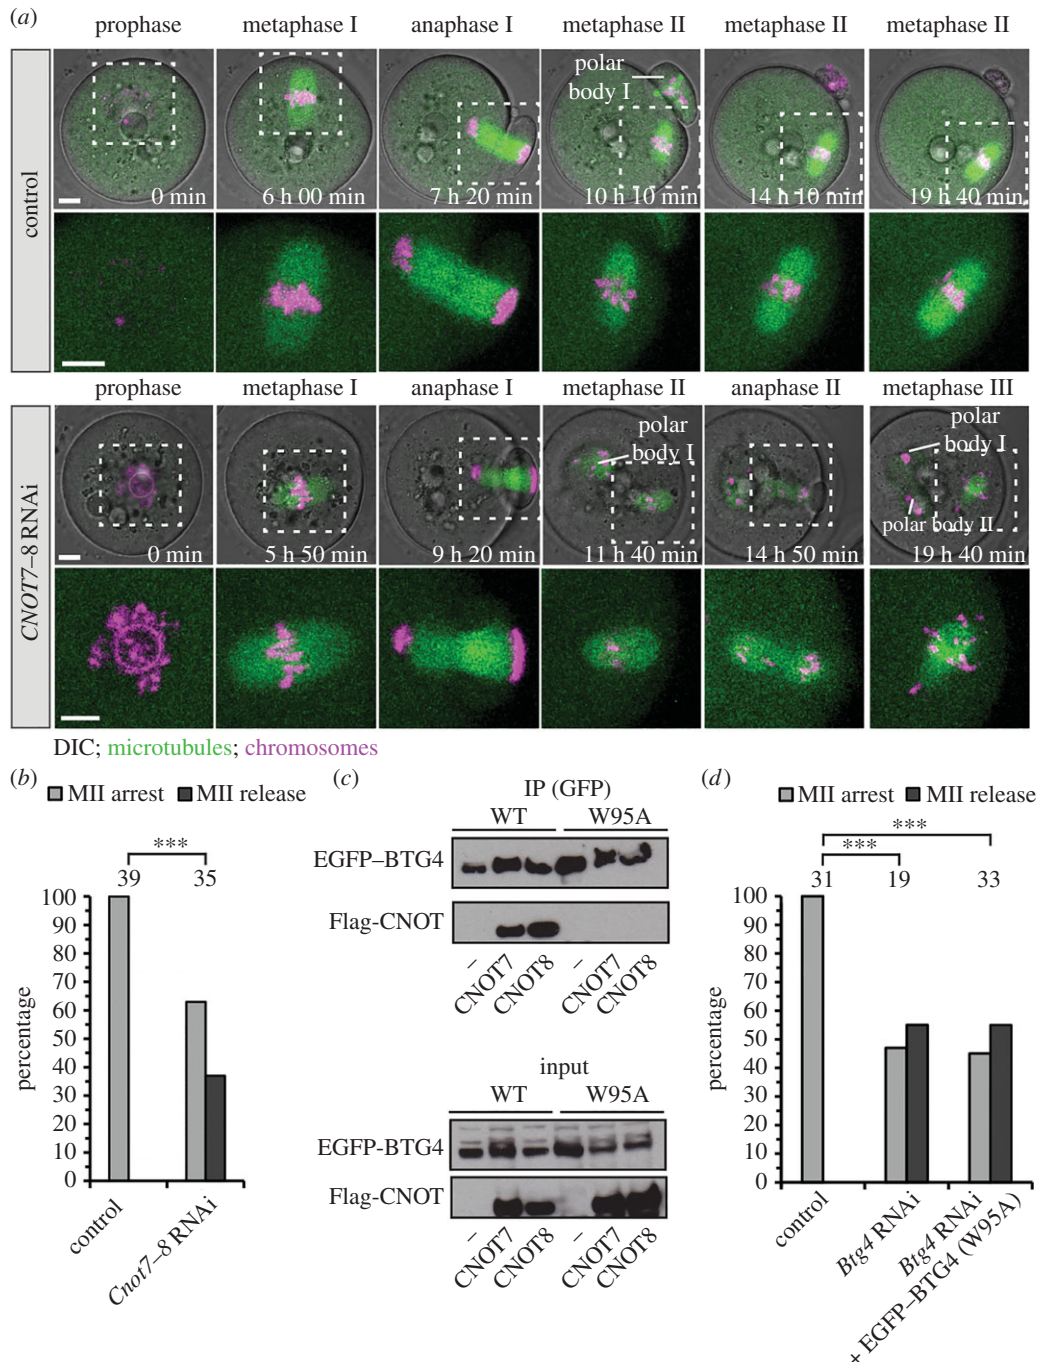 (a)
prophase metaphase I anaphase I metaphase II metaphase II metaphase II
control
polar
body I
0 min 6 h 00 min 7 h 20 min 10 h 10 min 14 h 10 min 19 h 40 min
prophase metaphase I anaphase I metaphase II anaphase II metaphase III
CNOT7–8 RNAi
polar
body I
polar
body I
polar body II
0 min 5 h 50 min 9 h 20 min 11 h 40 min 14 h 50 min 19 h 40 min
DIC; microtubules; chromosomes
(b)
MII arrest MII release
***
39 35
100
90
80
70
60
50
40
30
20
10
0
percentage
control
Cnot7–8 RNAi
(c)
IP (GFP)
WT W95A
EGFP–BTG4
Flag-CNOT
– CNOT7 CNOT8 – CNOT7 CNOT8
input
WT W95A
EGFP-BTG4
Flag-CNOT
– CNOT7 CNOT8 – CNOT7 CNOT8
(d)
MII arrest MII release
***
***
31 19 33
100
90
80
70
60
50
40
30
20
10
0
percentage
control
Btg4 RNAi
Btg4 RNAi
+ EGFP–BTG4 (W95A)